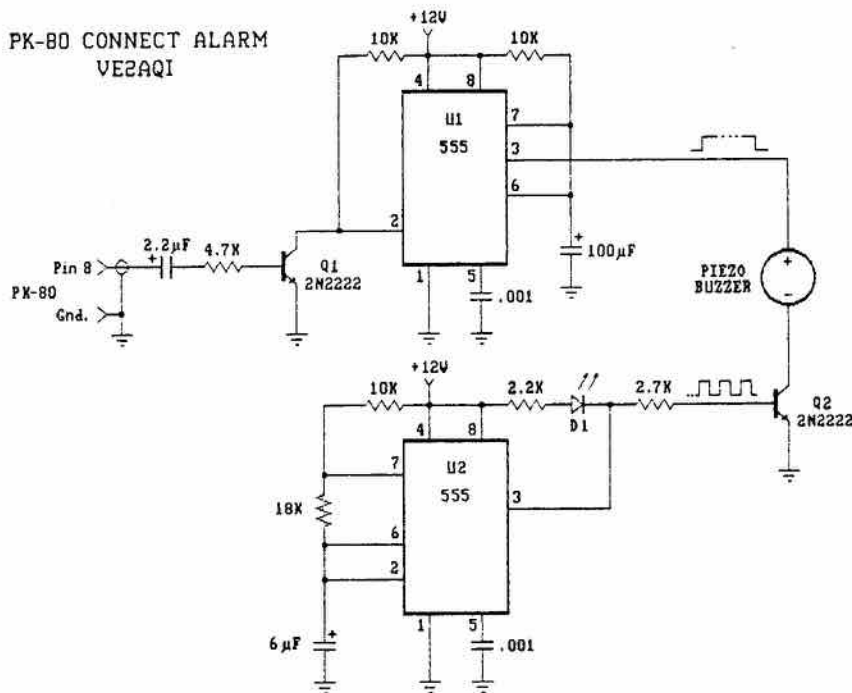 PK-80 CONNECT ALARM
VE2AQI
+12V
10K
10K
4
8
U1
555
7
3
6
2
1
5
.001
+
100µF
2.2µF
+
4.7K
Pin 8
PK-80
Gnd.
Q1
2N2222
+
PIEZO
BUZZER
-
+12V
10K
2.2K
D1
2.7K
Q2
2N2222
4
8
U2
555
7
18K
6
2
3
1
5
.001
6µF
+